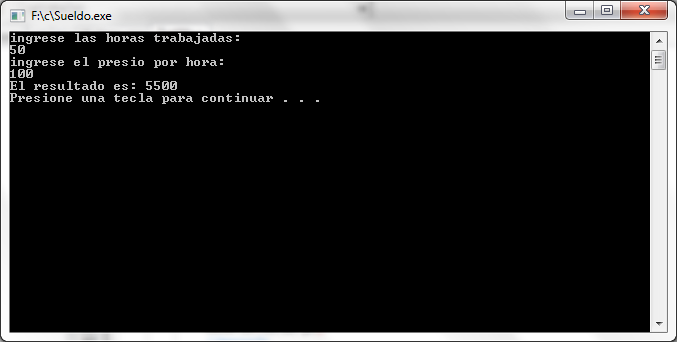 F:\c\Sueldo.exe
ingrese las horas trabajadas:
50
ingrese el presio por hora:
100
El resultado es: 5500
Presione una tecla para continuar . . .